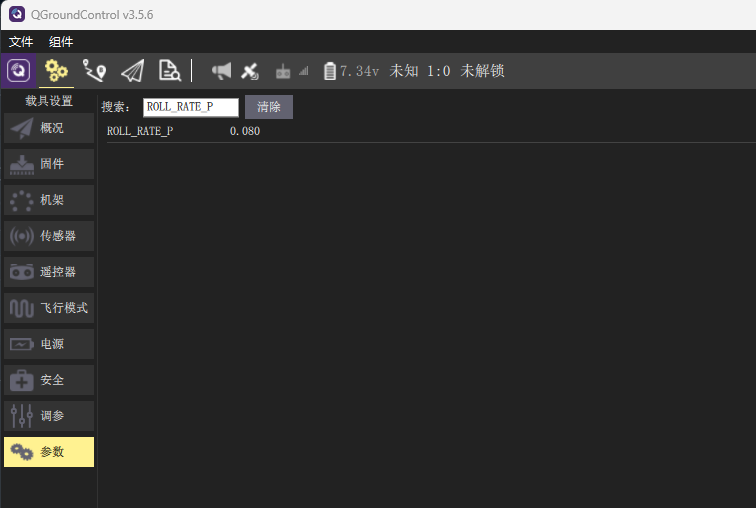 QGroundControl v3.5.6
文件 组件
7.34v 未知 1:0 未解锁
载具设置
搜索： ROLL_RATE_P 清除
ROLL_RATE_P 0.080
概况
固件
机架
传感器
遥控器
飞行模式
电源
安全
调参
参数